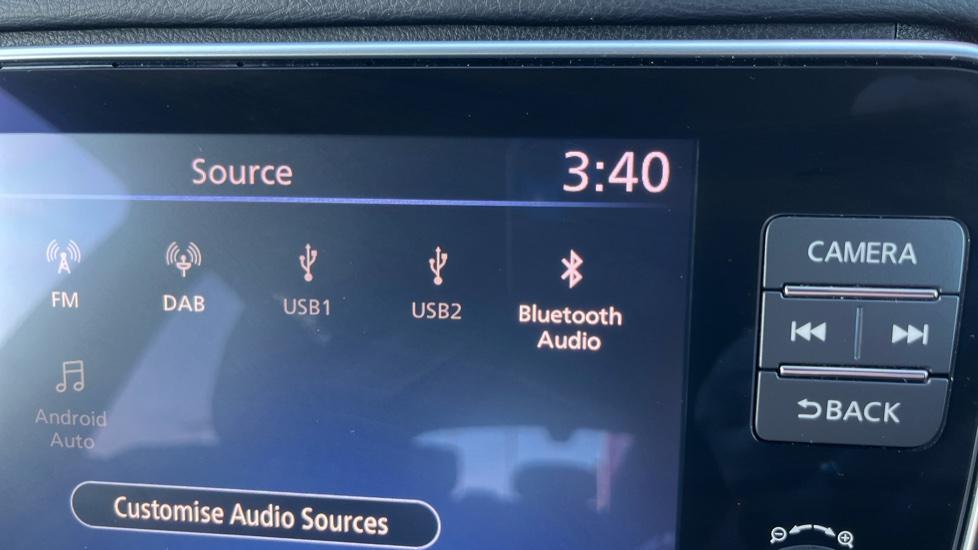 Source
3:40
FM
DAB
USB1
USB2
Bluetooth
Audio
Android
Auto
Customise Audio Sources
CAMERA
BACK